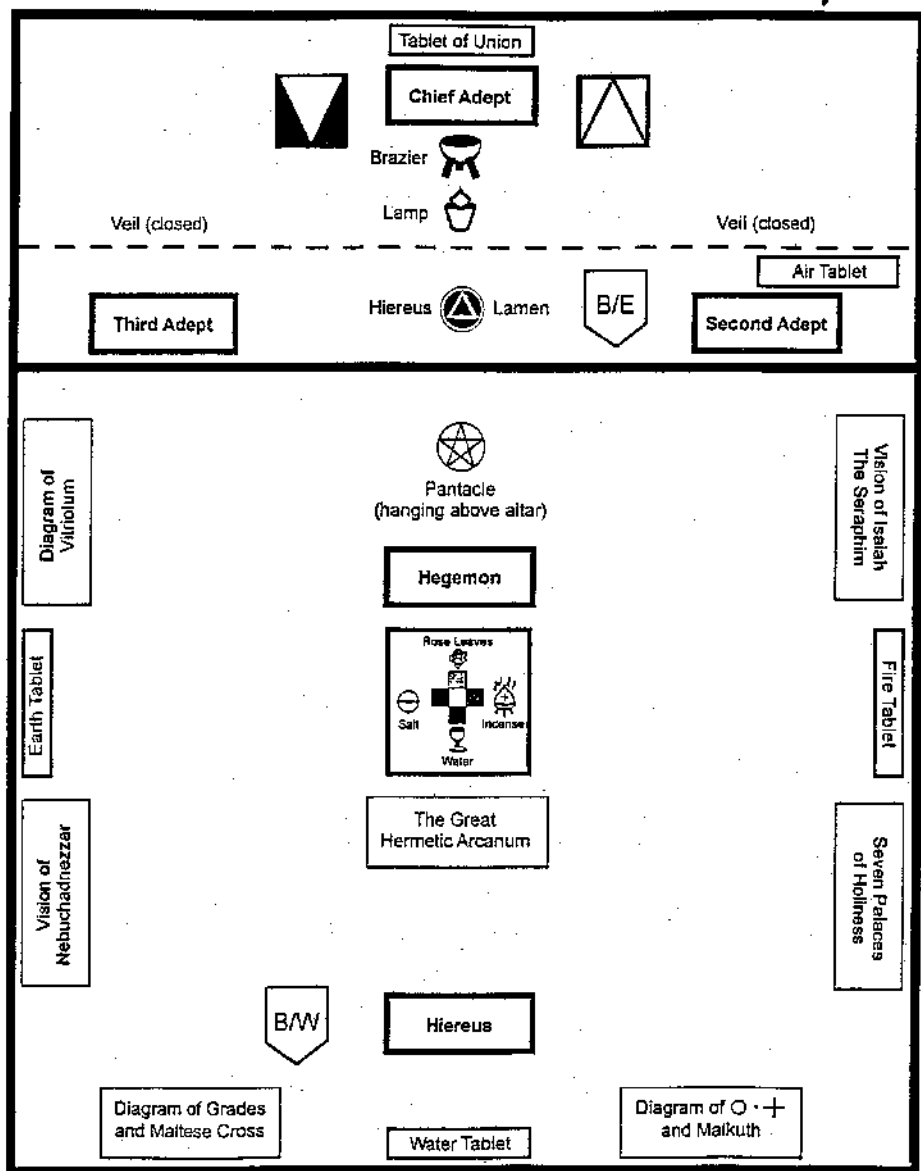 Tablet of Union
Chief Adept
Brazier
Lamp
Veil (closed)
Veil (closed)
Air Tablet
Third Adept
Hiereus
Lamen
B/E
Second Adept
Diagram of
Vitriolum
Pantacle
(hanging above altar)
Vision of Isaiah
The Seraphim
Hegemon
Earth Tablet
Rose Leaves
Salt
Incense
Water
Fire Tablet
The Great
Hermetic Arcanum
Vision of
Nebuchadnezzar
Seven Palaces
of Holiness
B/W
Hiereus
Diagram of Grades
and Maltese Cross
Water Tablet
Diagram of O · +
and Malkuth